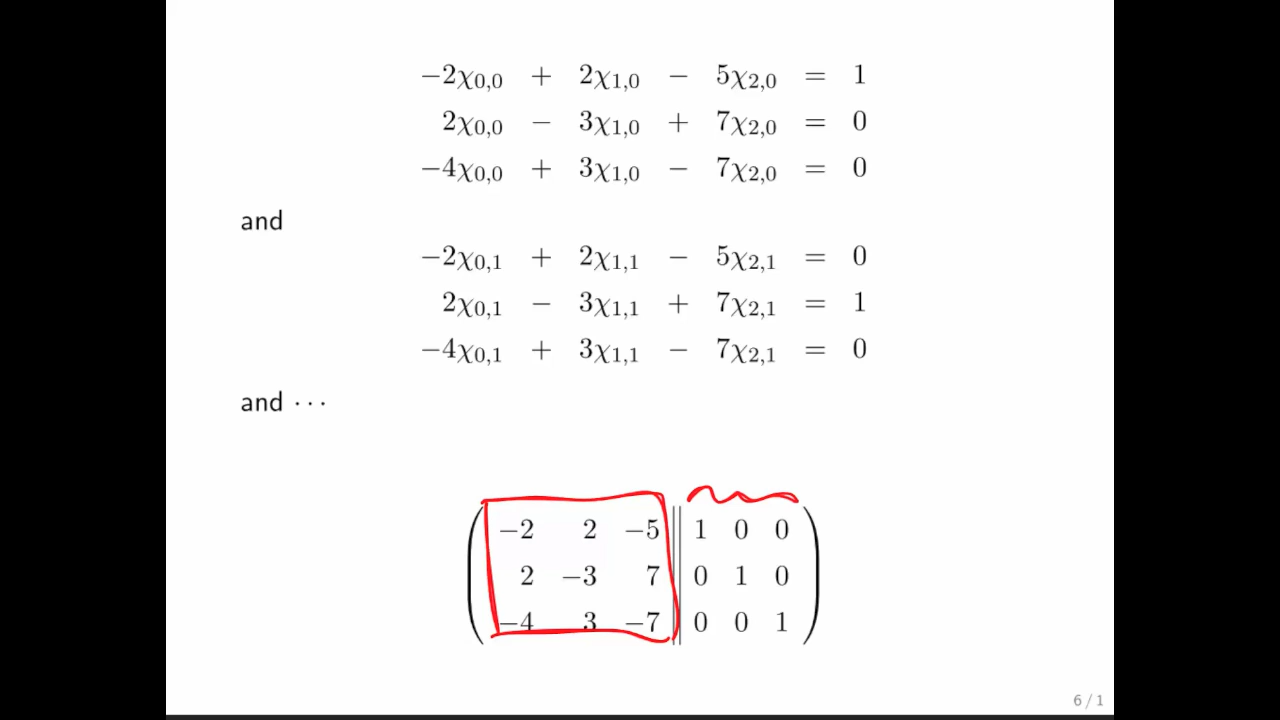 −2χ0,0 + 2χ1,0 − 5χ2,0 = 1
2χ0,0 − 3χ1,0 + 7χ2,0 = 0
−4χ0,0 + 3χ1,0 − 7χ2,0 = 0
and
−2χ0,1 + 2χ1,1 − 5χ2,1 = 0
2χ0,1 − 3χ1,1 + 7χ2,1 = 1
−4χ0,1 + 3χ1,1 − 7χ2,1 = 0
and ···
−2 2 −5 1 0 0
2 −3 7 0 1 0
−4 3 −7 0 0 1
6 / 1